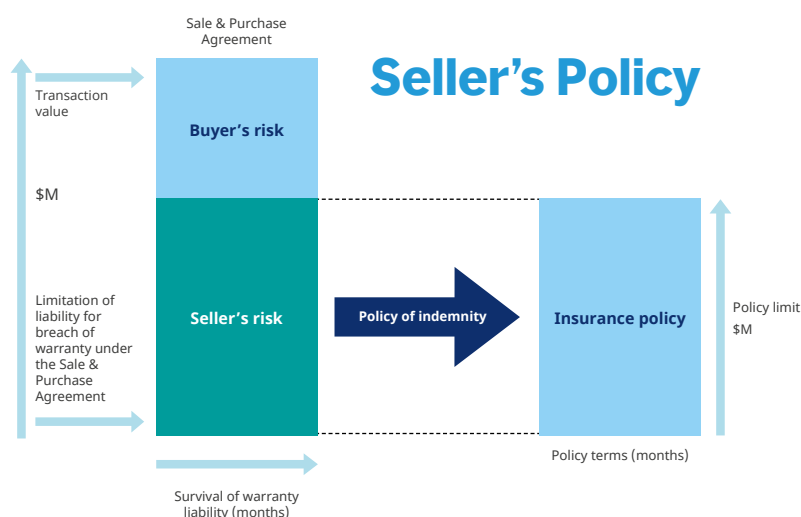 Sale & Purchase
Agreement
Seller’s Policy
Transaction
value
Buyer’s risk
$M
Limitation of
liability for
breach of
warranty under
the Sale &
Purchase
Agreement
Seller’s risk
Policy of indemnity
Insurance policy
Policy limit
$M
Policy terms (months)
Survival of warranty
liability (months)